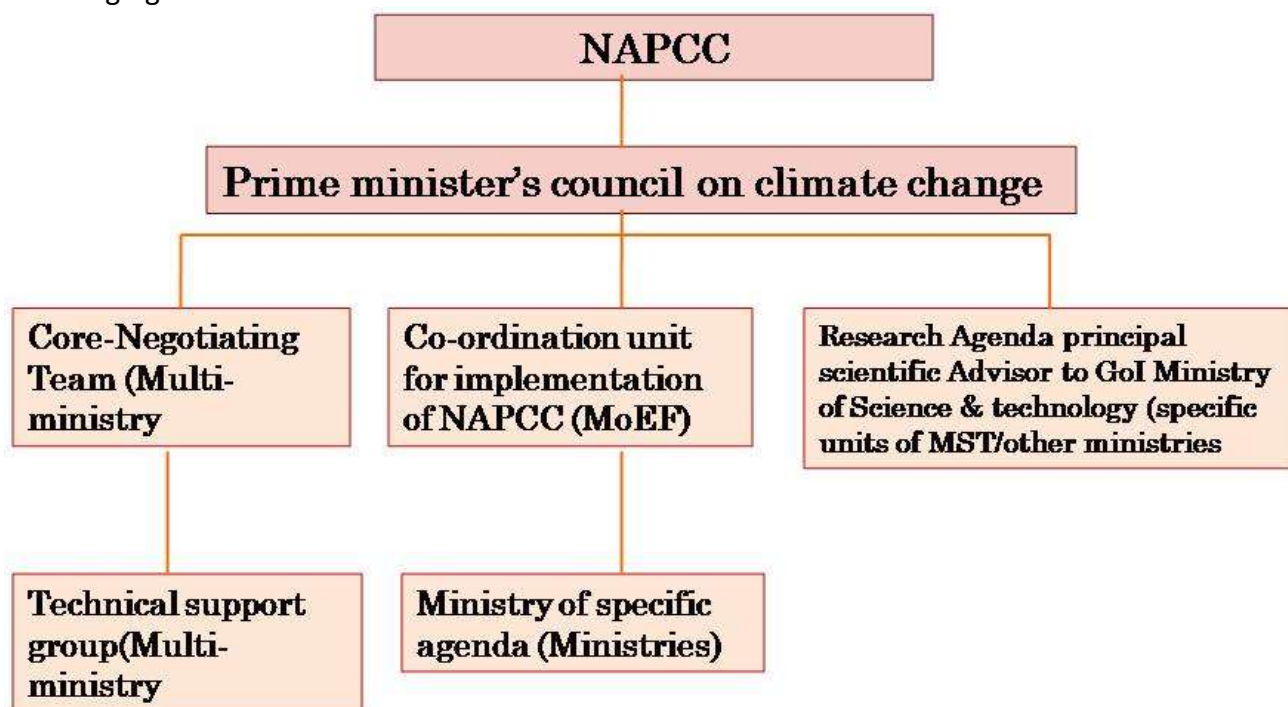 NAPCC
Prime minister's council on climate change
Core-Negotiating
Team (Multi-
ministry
Co-ordination unit
for implementation
of NAPCC (MoEF)
Research Agenda principal
scientific Advisor to GoI Ministry
of Science & technology (specific
units of MST/other ministries
Technical support
group(Multi-
ministry
Ministry of specific
agenda (Ministries)